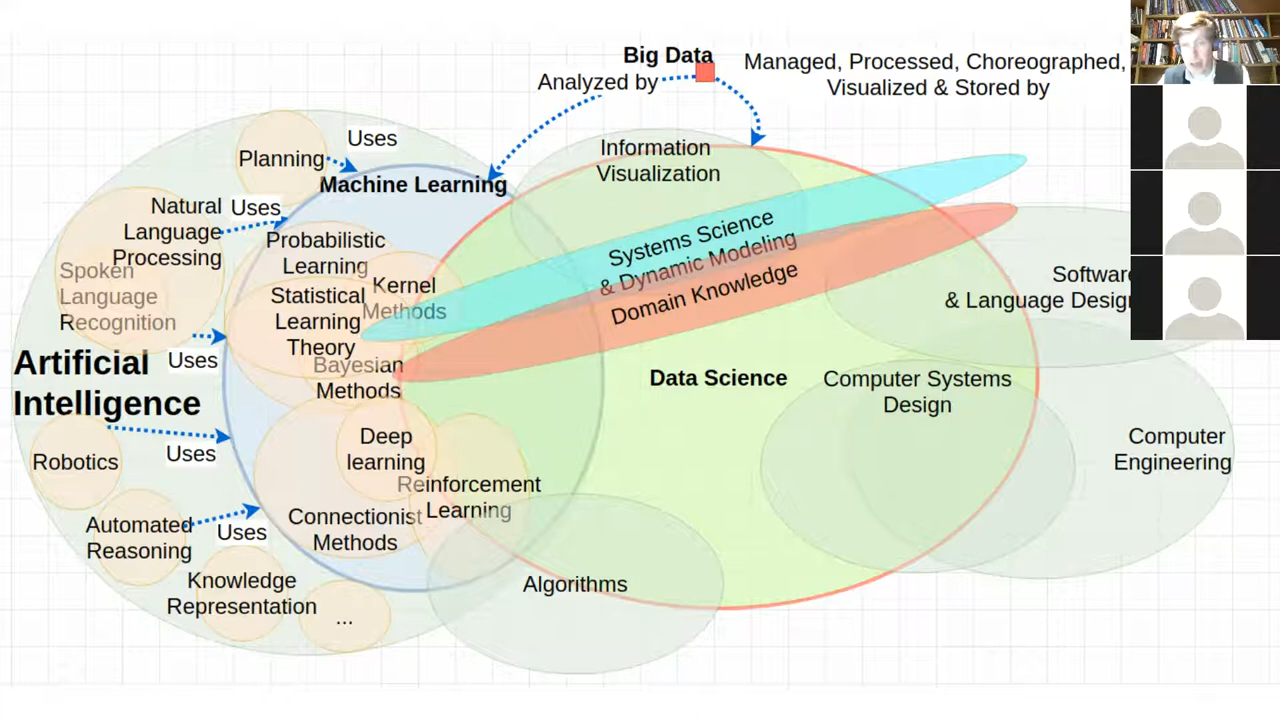 Big Data
Analyzed by
Managed, Processed, Choreographed,
Visualized & Stored by
Uses
Planning
Machine Learning
Information
Visualization
Natural
Language
Processing
Uses
Spoken
Language
Recognition
Uses
Probabilistic
Learning
Kernel
Methods
Statistical
Learning
Theory
Bayesian
Methods
Systems Science
& Dynamic Modeling
Domain Knowledge
Software
& Language Design
Artificial
Intelligence
Data Science
Computer Systems
Design
Robotics
Uses
Deep
learning
Reinforcement
Learning
Computer
Engineering
Automated
Reasoning
Uses
Connectionist
Methods
Knowledge
Representation
...
Algorithms